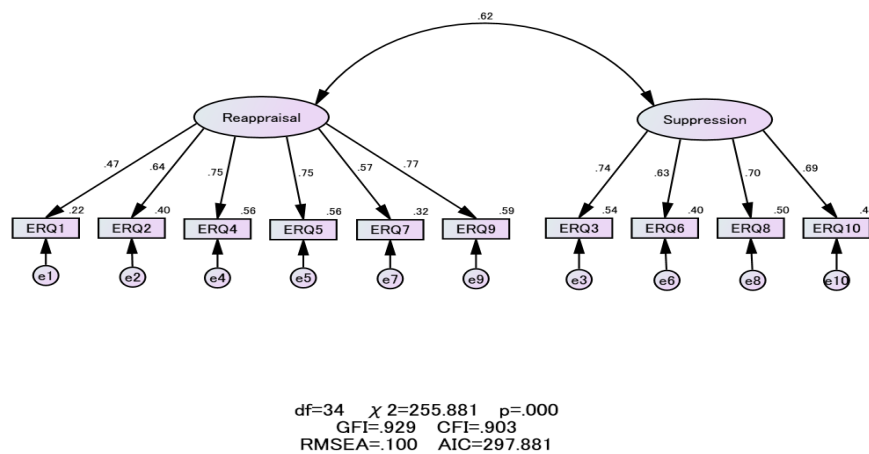 .62
Reappraisal
Suppression
.47 .64 .75 .75 .57 .77
.74 .63 .70 .69
.22 .40 .56 .56 .32 .59
.54 .40 .50
ERQ1 ERQ2 ERQ4 ERQ5 ERQ7 ERQ9
ERQ3 ERQ6 ERQ8 ERQ10
e1 e2 e4 e5 e7 e9
e3 e6 e8 e10
df=34 χ2=255.881 p=.000
GFI=.929 CFI=.903
RMSEA=.100 AIC=297.881